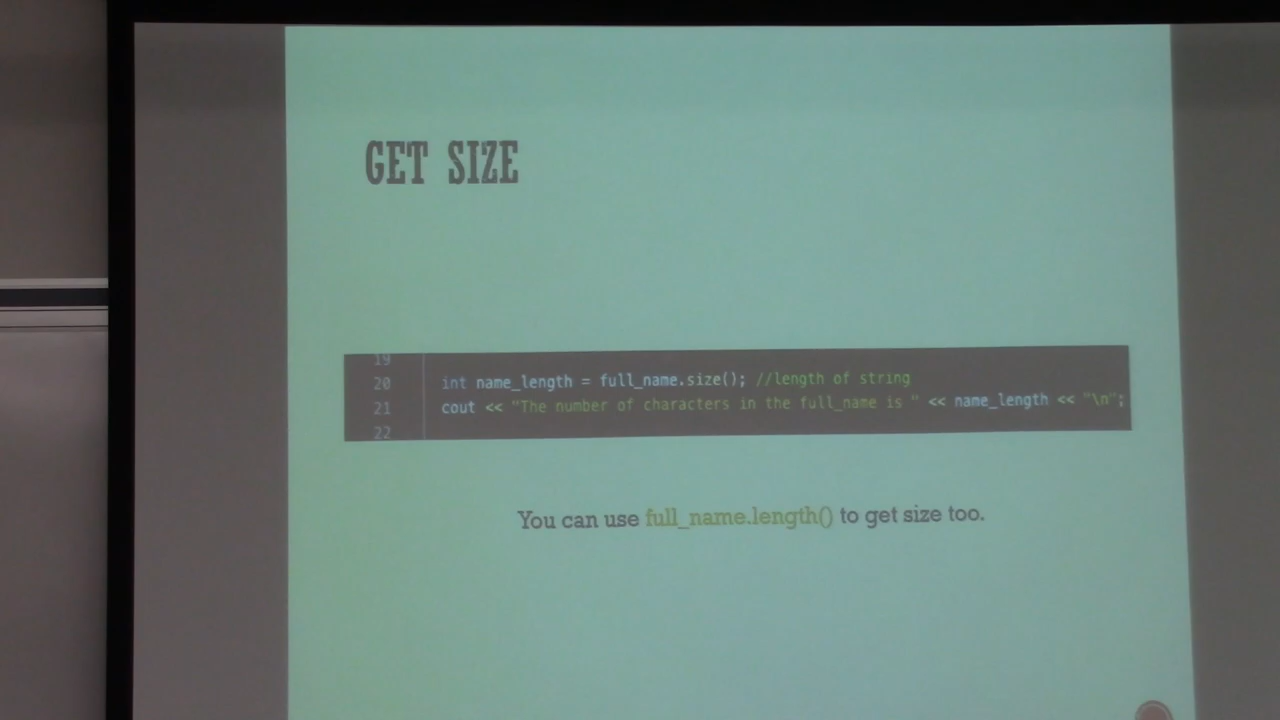 GET SIZE
19
20 int name_length = full_name.size(); //length of string
21 cout << "The number of characters in the full_name is " << name_length << "\n";
22
You can use full_name.length() to get size too.